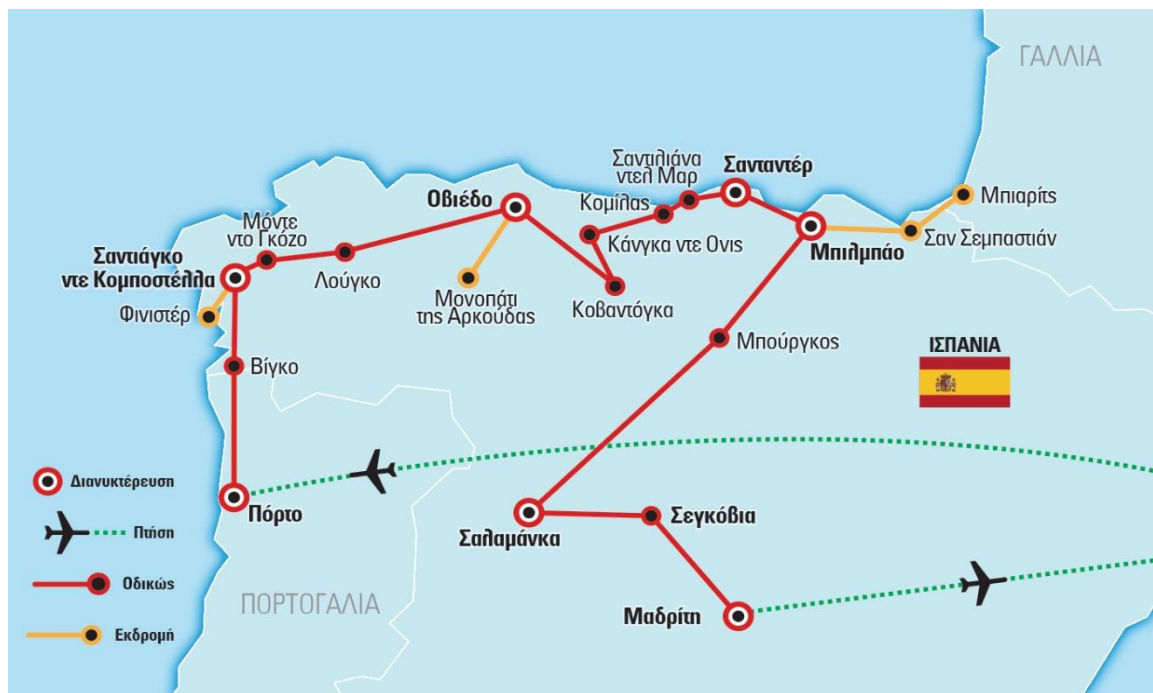 ΓΑΛΛΙΑ
Σαντιλιάνα
ντελ Μαρ
Σανταντέρ
Οβιέδο
Κομίλας
Μπιαρίτς
Μόντε
ντο Γκόζο
Κάνγκα ντε Ονις
Μπιλμπάο
Σαν Σεμπαστιάν
Σαντιάγκο
ντε Κομποστέλλα
Λούγκο
Μονοπάτι
της Αρκούδας
Κοβαντόγκα
Φινιστέρ
Μπούργκος
ΙΣΠΑΝΙΑ
Βίγκο
Διανυκτέρευση
Πόρτο
Σαλαμάνκα
Σεγκόβια
Πτήση
Οδικώς
ΠΟΡΤΟΓΑΛΙΑ
Μαδρίτη
Εκδρομή